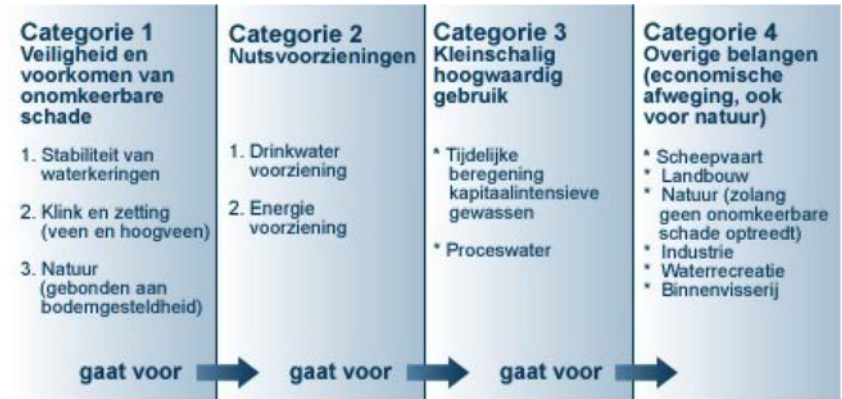 Categorie 1
Veiligheid en
voorkomen van
onomkeerbare
schade
1. Stabiliteit van
waterkeringen
2. Klink en zetting
(veen en hoogveen)
3. Natuur
(gebonden aan
bodemgesteldheid)
gaat voor
Categorie 2
Nutsvoorzieningen
1. Drinkwater
voorziening
2. Energie
voorziening
gaat voor
Categorie 3
Kleinschalig
hoogwaardig
gebruik
* Tijdelijke
beregening
kapitaalintensieve
gewassen
* Proceswater
gaat voor
Categorie 4
Overige belangen
(economische
afweging, ook
voor natuur)
* Scheepvaart
* Landbouw
* Natuur (zolang
geen onomkeerbare
schade optreedt)
* Industrie
* Waterrecreatie
* Binnenvisserij